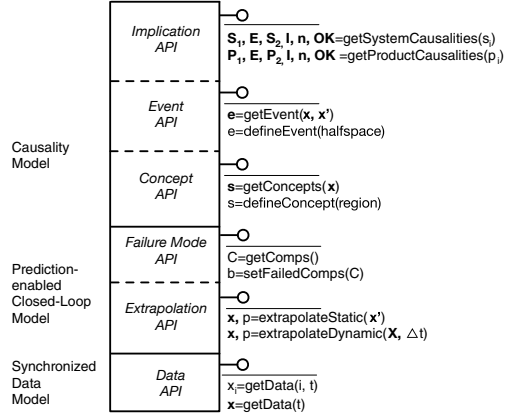 Implication
API
S₁, E, S₂, I, n, OK=getSystemCausalities(sᵢ)
P₁, E, P₂, I, n, OK =getProductCausalities(pᵢ)
Event
API
e=getEvent(x, x')
e=defineEvent(halfspace)
Causality
Model
Concept
API
s=getConcepts(x)
s=defineConcept(region)
Failure Mode
API
C=getComps()
b=setFailedComps(C)
Prediction-
enabled
Closed-Loop
Model
Extrapolation
API
x, p=extrapolateStatic(x')
x, p=extrapolateDynamic(X, △t)
Synchronized
Data
Model
Data
API
xᵢ=getData(i, t)
x=getData(t)